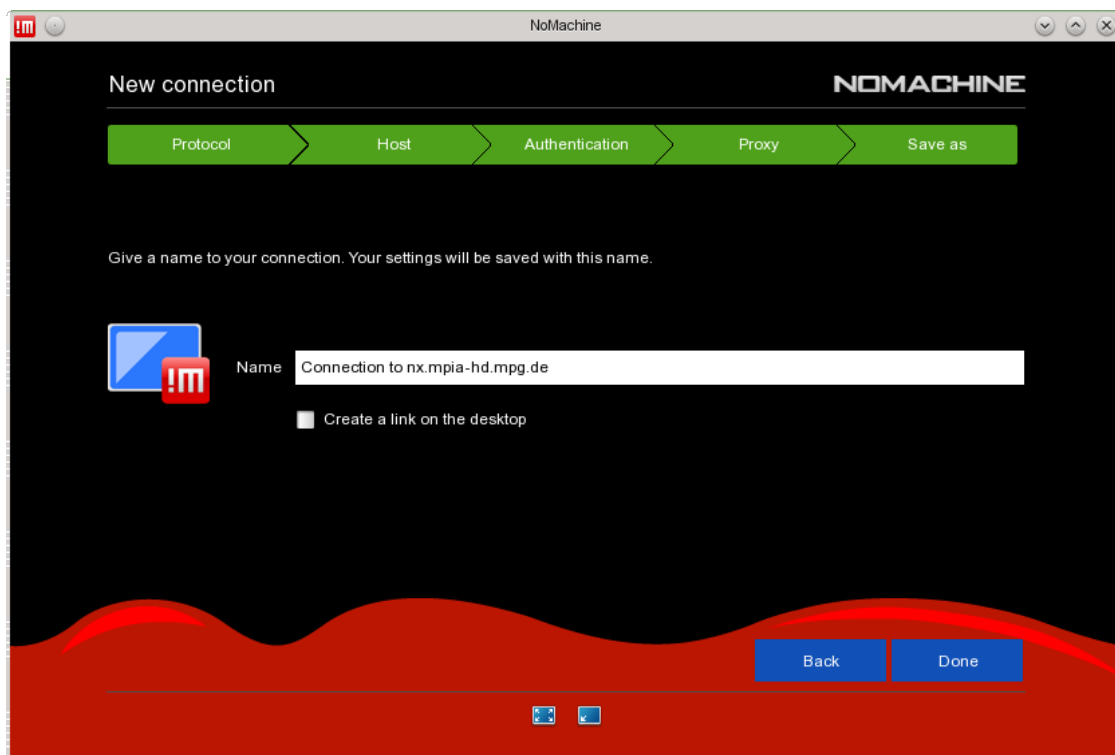 !m NoMachine
New connection NOMACHINE
Protocol Host Authentication Proxy Save as
Give a name to your connection. Your settings will be saved with this name.
!m
Name Connection to nx.mpia-hd.mpg.de
Create a link on the desktop
Back Done